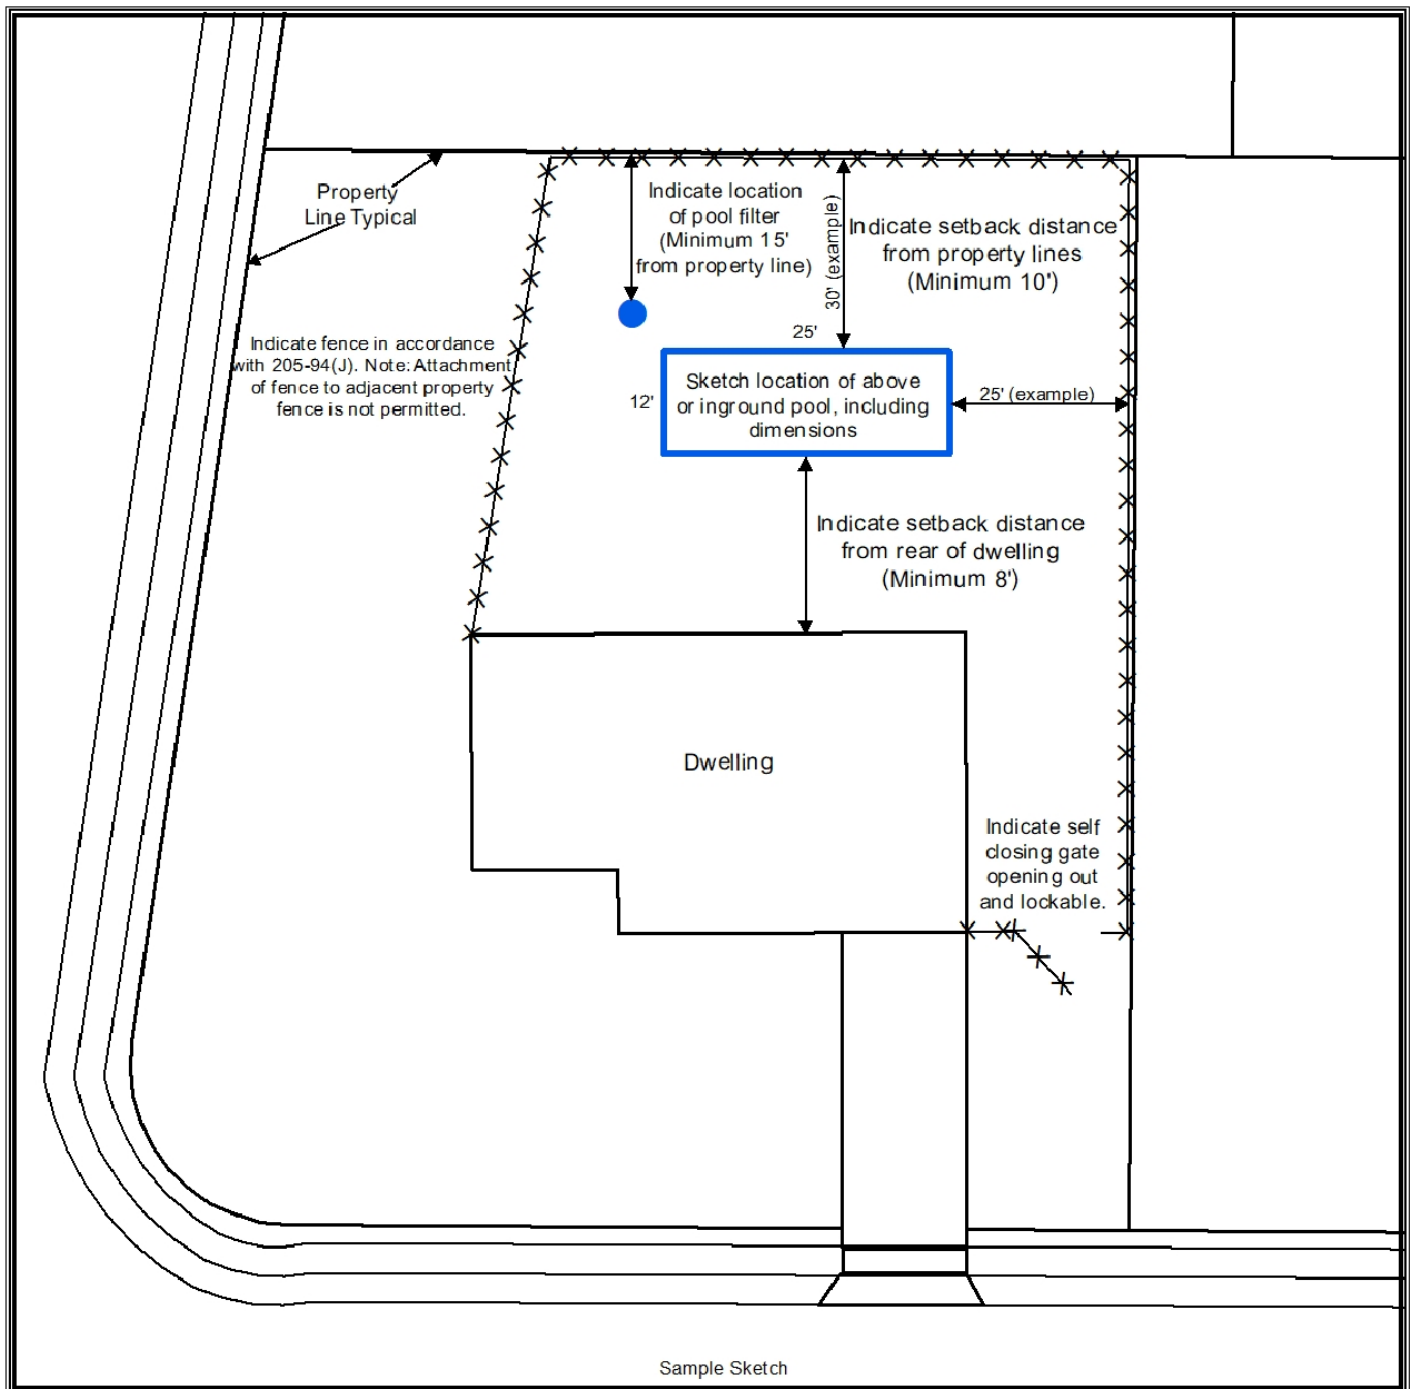 Property
Line Typical
Indicate location
of pool filter
(Minimum 15'
from property line)
30' (example)
Indicate setback distance
from property lines
(Minimum 10')
Indicate fence in accordance
with 205-94(J). Note: Attachment
of fence to adjacent property
fence is not permitted.
25'
12'
Sketch location of above
or inground pool, including
dimensions
25' (example)
Indicate setback distance
from rear of dwelling
(Minimum 8')
Dwelling
Indicate self
closing gate
opening out
and lockable.
Sample Sketch